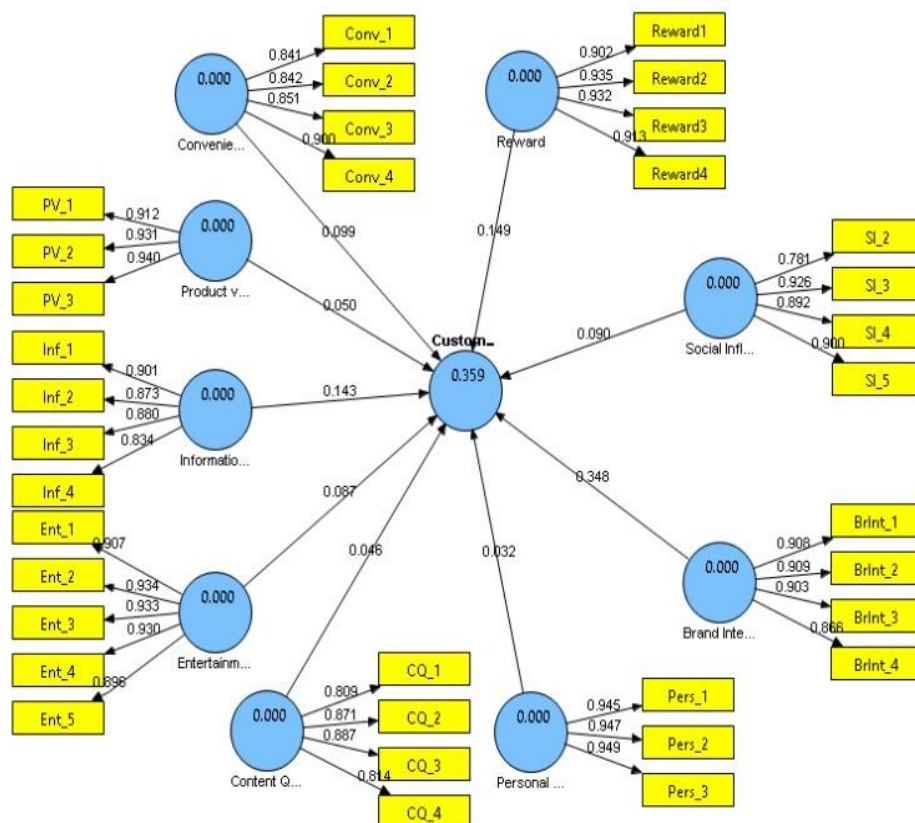 0.000
Convenie...
0.841
0.842
0.851
0.900
Conv_1
Conv_2
Conv_3
Conv_4
0.000
Reward
0.902
0.935
0.932
0.913
Reward1
Reward2
Reward3
Reward4
PV_1
PV_2
PV_3
0.912
0.931
0.940
0.000
Product v...
0.099
0.149
0.050
0.000
Social Infl...
0.781
0.926
0.892
0.900
SI_2
SI_3
SI_4
SI_5
0.090
Custom...
0.359
Inf_1
Inf_2
Inf_3
Inf_4
0.901
0.873
0.880
0.834
0.000
Informatio...
0.143
Ent_1
Ent_2
Ent_3
Ent_4
Ent_5
0.907
0.934
0.933
0.930
0.898
0.000
Entertainm...
0.087
0.348
0.046
0.032
0.000
Brand Inte...
0.908
0.909
0.903
0.866
BrInt_1
BrInt_2
BrInt_3
BrInt_4
0.000
Content Q...
0.809
0.871
0.887
0.814
CQ_1
CQ_2
CQ_3
CQ_4
0.000
Personal ...
0.945
0.947
0.949
Pers_1
Pers_2
Pers_3